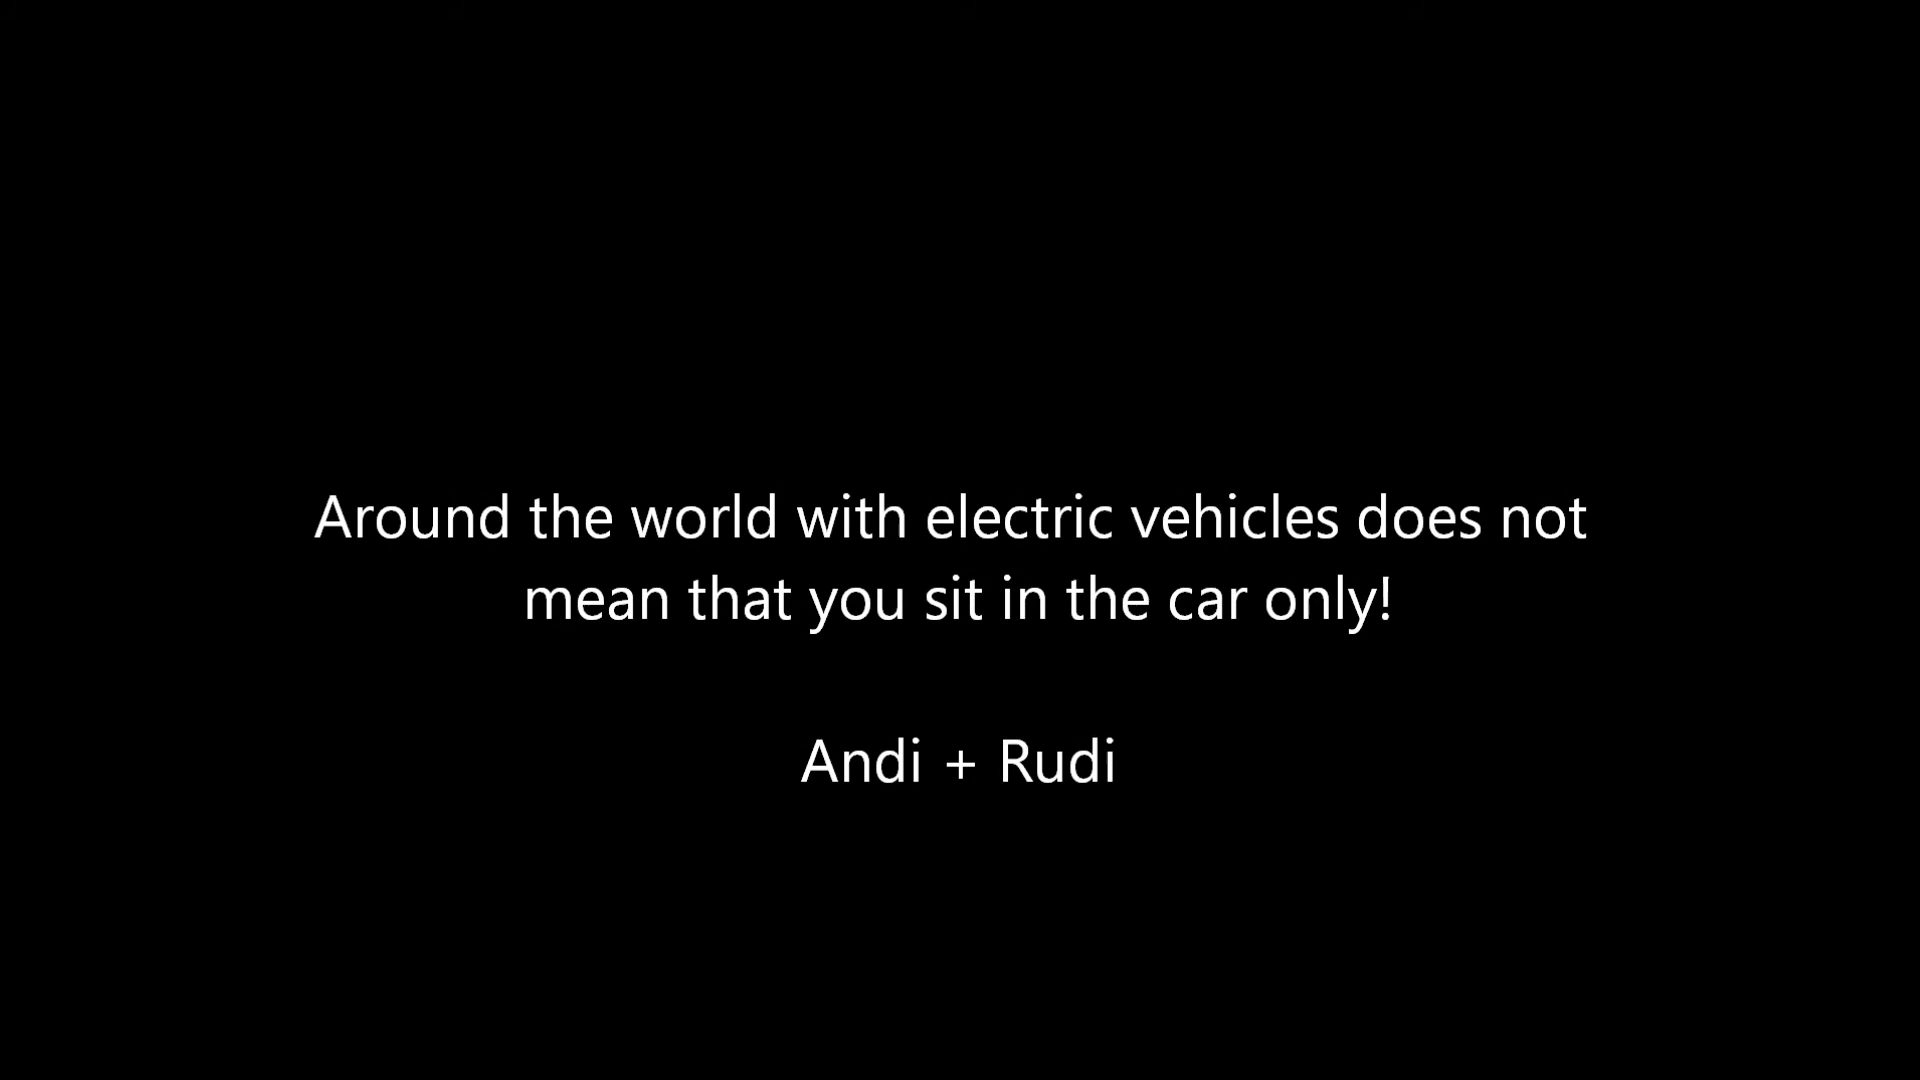 Around the world with electric vehicles does not
mean that you sit in the car only!
Andi + Rudi